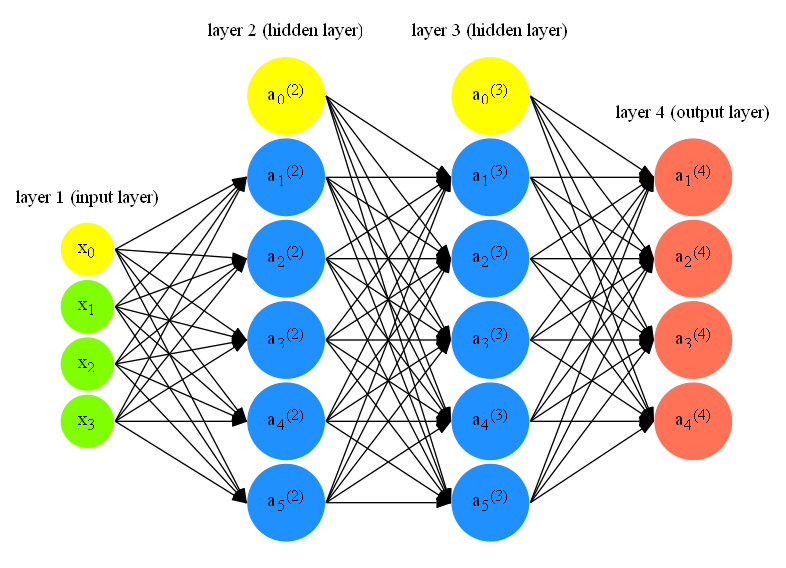 layer 1 (input layer)
x₀
x₁
x₂
x₃
layer 2 (hidden layer)
a₀⁽²⁾
a₁⁽²⁾
a₂⁽²⁾
a₃⁽²⁾
a₄⁽²⁾
a₅⁽²⁾
layer 3 (hidden layer)
a₀⁽³⁾
a₁⁽³⁾
a₂⁽³⁾
a₃⁽³⁾
a₄⁽³⁾
a₅⁽³⁾
layer 4 (output layer)
a₁⁽⁴⁾
a₂⁽⁴⁾
a₃⁽⁴⁾
a₄⁽⁴⁾